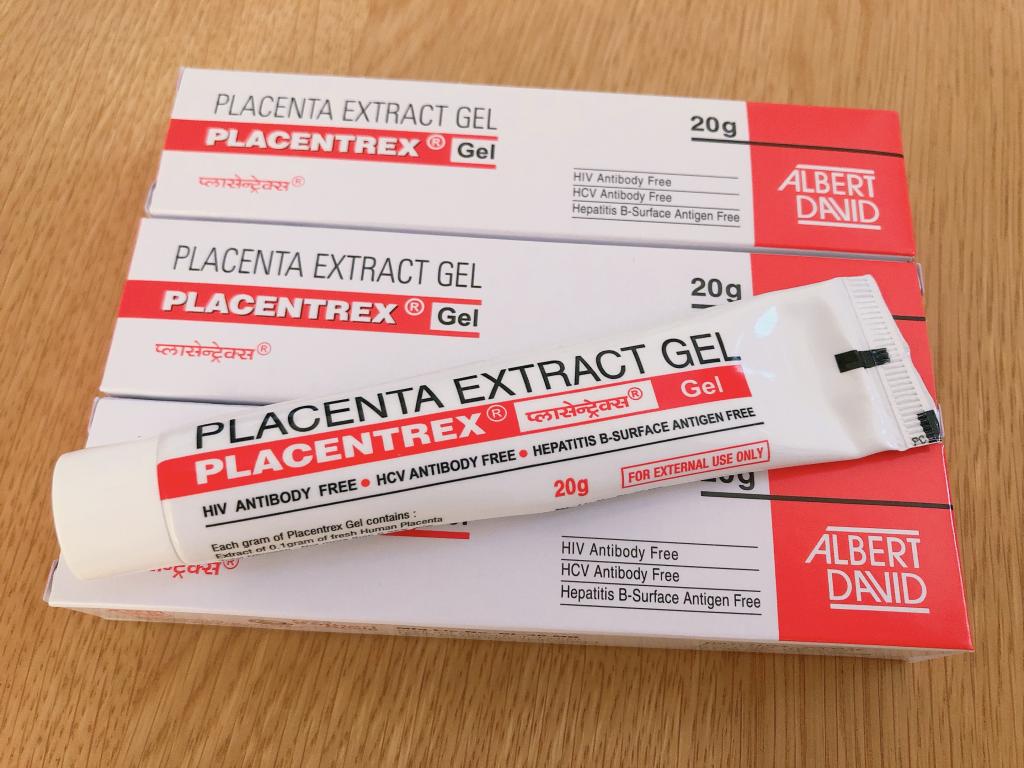 PLACENTA EXTRACT GEL
PLACENTREX® Gel
प्लासेन्ट्रेक्स®
20g
HIV Antibody Free
HCV Antibody Free
Hepatitis B-Surface Antigen Free
ALBERT
DAVID
PLACENTA EXTRACT GEL
PLACENTREX® Gel
प्लासेन्ट्रेक्स®
20g
PLACENTA EXTRACT GEL
PLACENTREX® प्लासेन्ट्रेक्स® Gel
HIV ANTIBODY FREE • HCV ANTIBODY FREE • HEPATITIS B-SURFACE ANTIGEN FREE
20g
FOR EXTERNAL USE ONLY
Each gram of Placentrex Gel contains :
Extract of 0.1gram of fresh Human Placenta
20g
HIV Antibody Free
HCV Antibody Free
Hepatitis B-Surface Antigen Free
ALBERT
DAVID